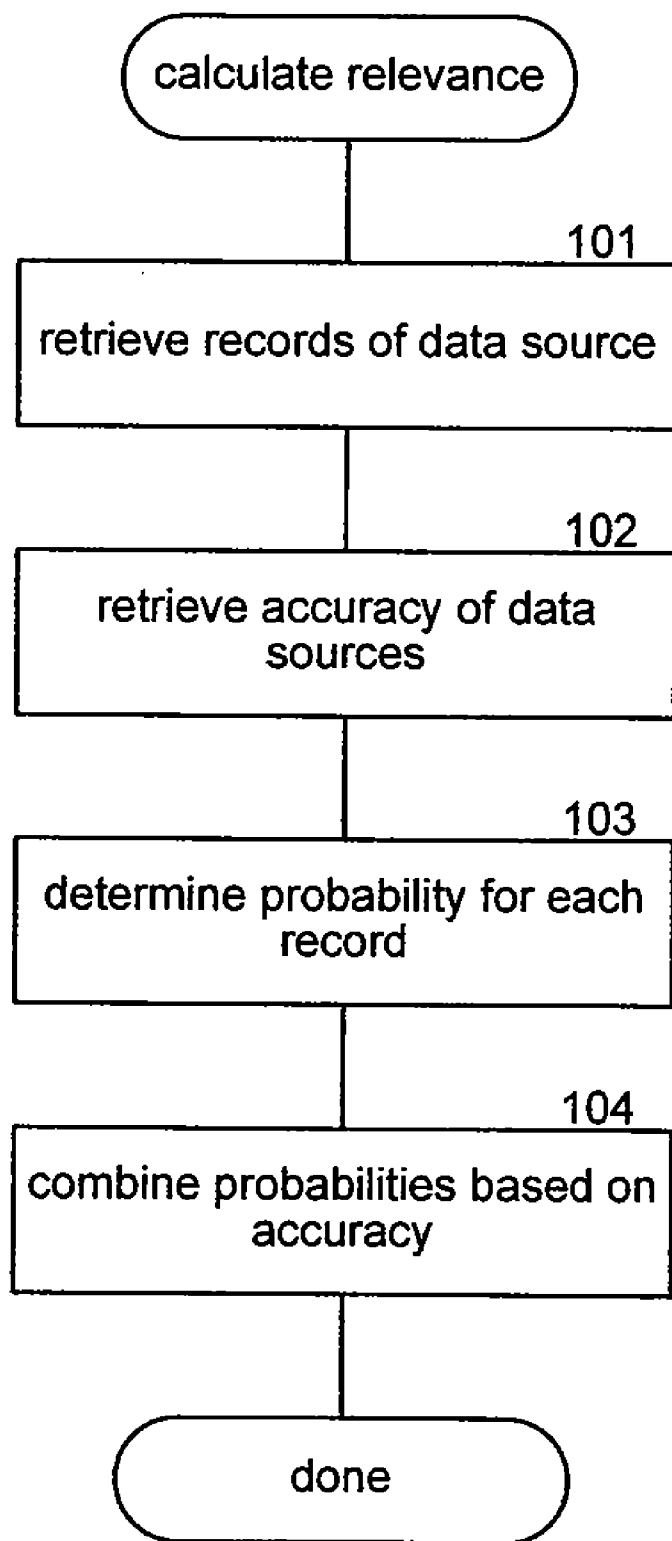 calculate relevance
101
retrieve records of data source
102
retrieve accuracy of data
sources
103
determine probability for each
record
104
combine probabilities based on
accuracy
done